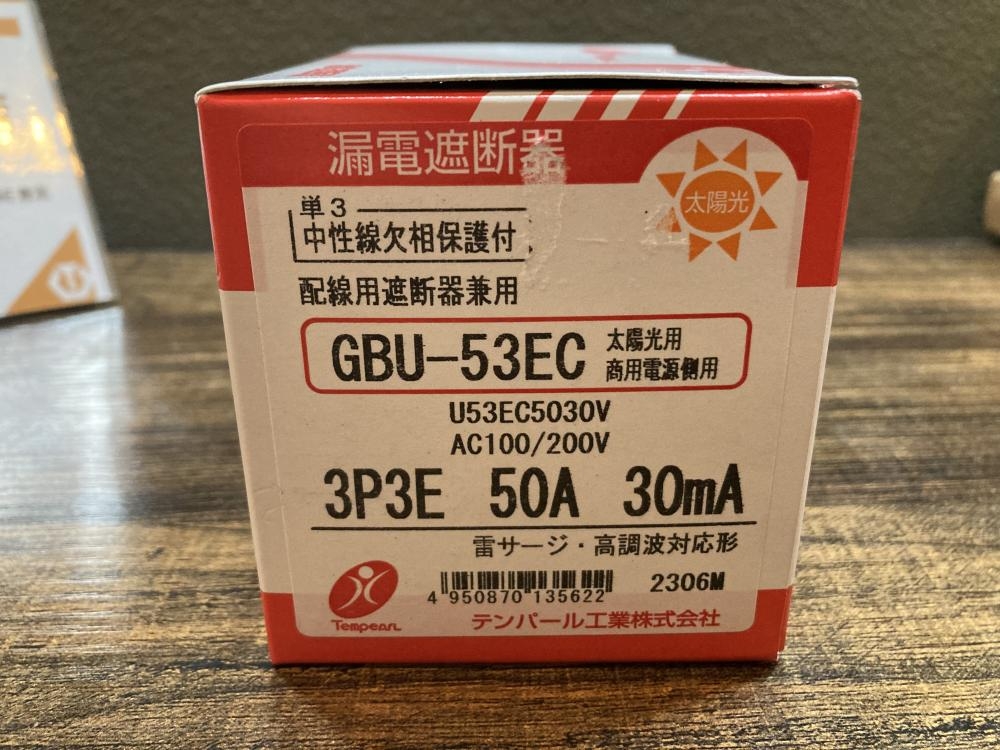 漏電遮断器
太陽光
単3
中性線欠相保護付
配線用遮断器兼用
GBU-53EC
太陽光用
商用電源側用
U53EC5030V
AC100/200V
3P3E 50A 30mA
雷サージ・高調波対応形
4 950870 135622
2306M
Tempearl
テンパール工業株式会社